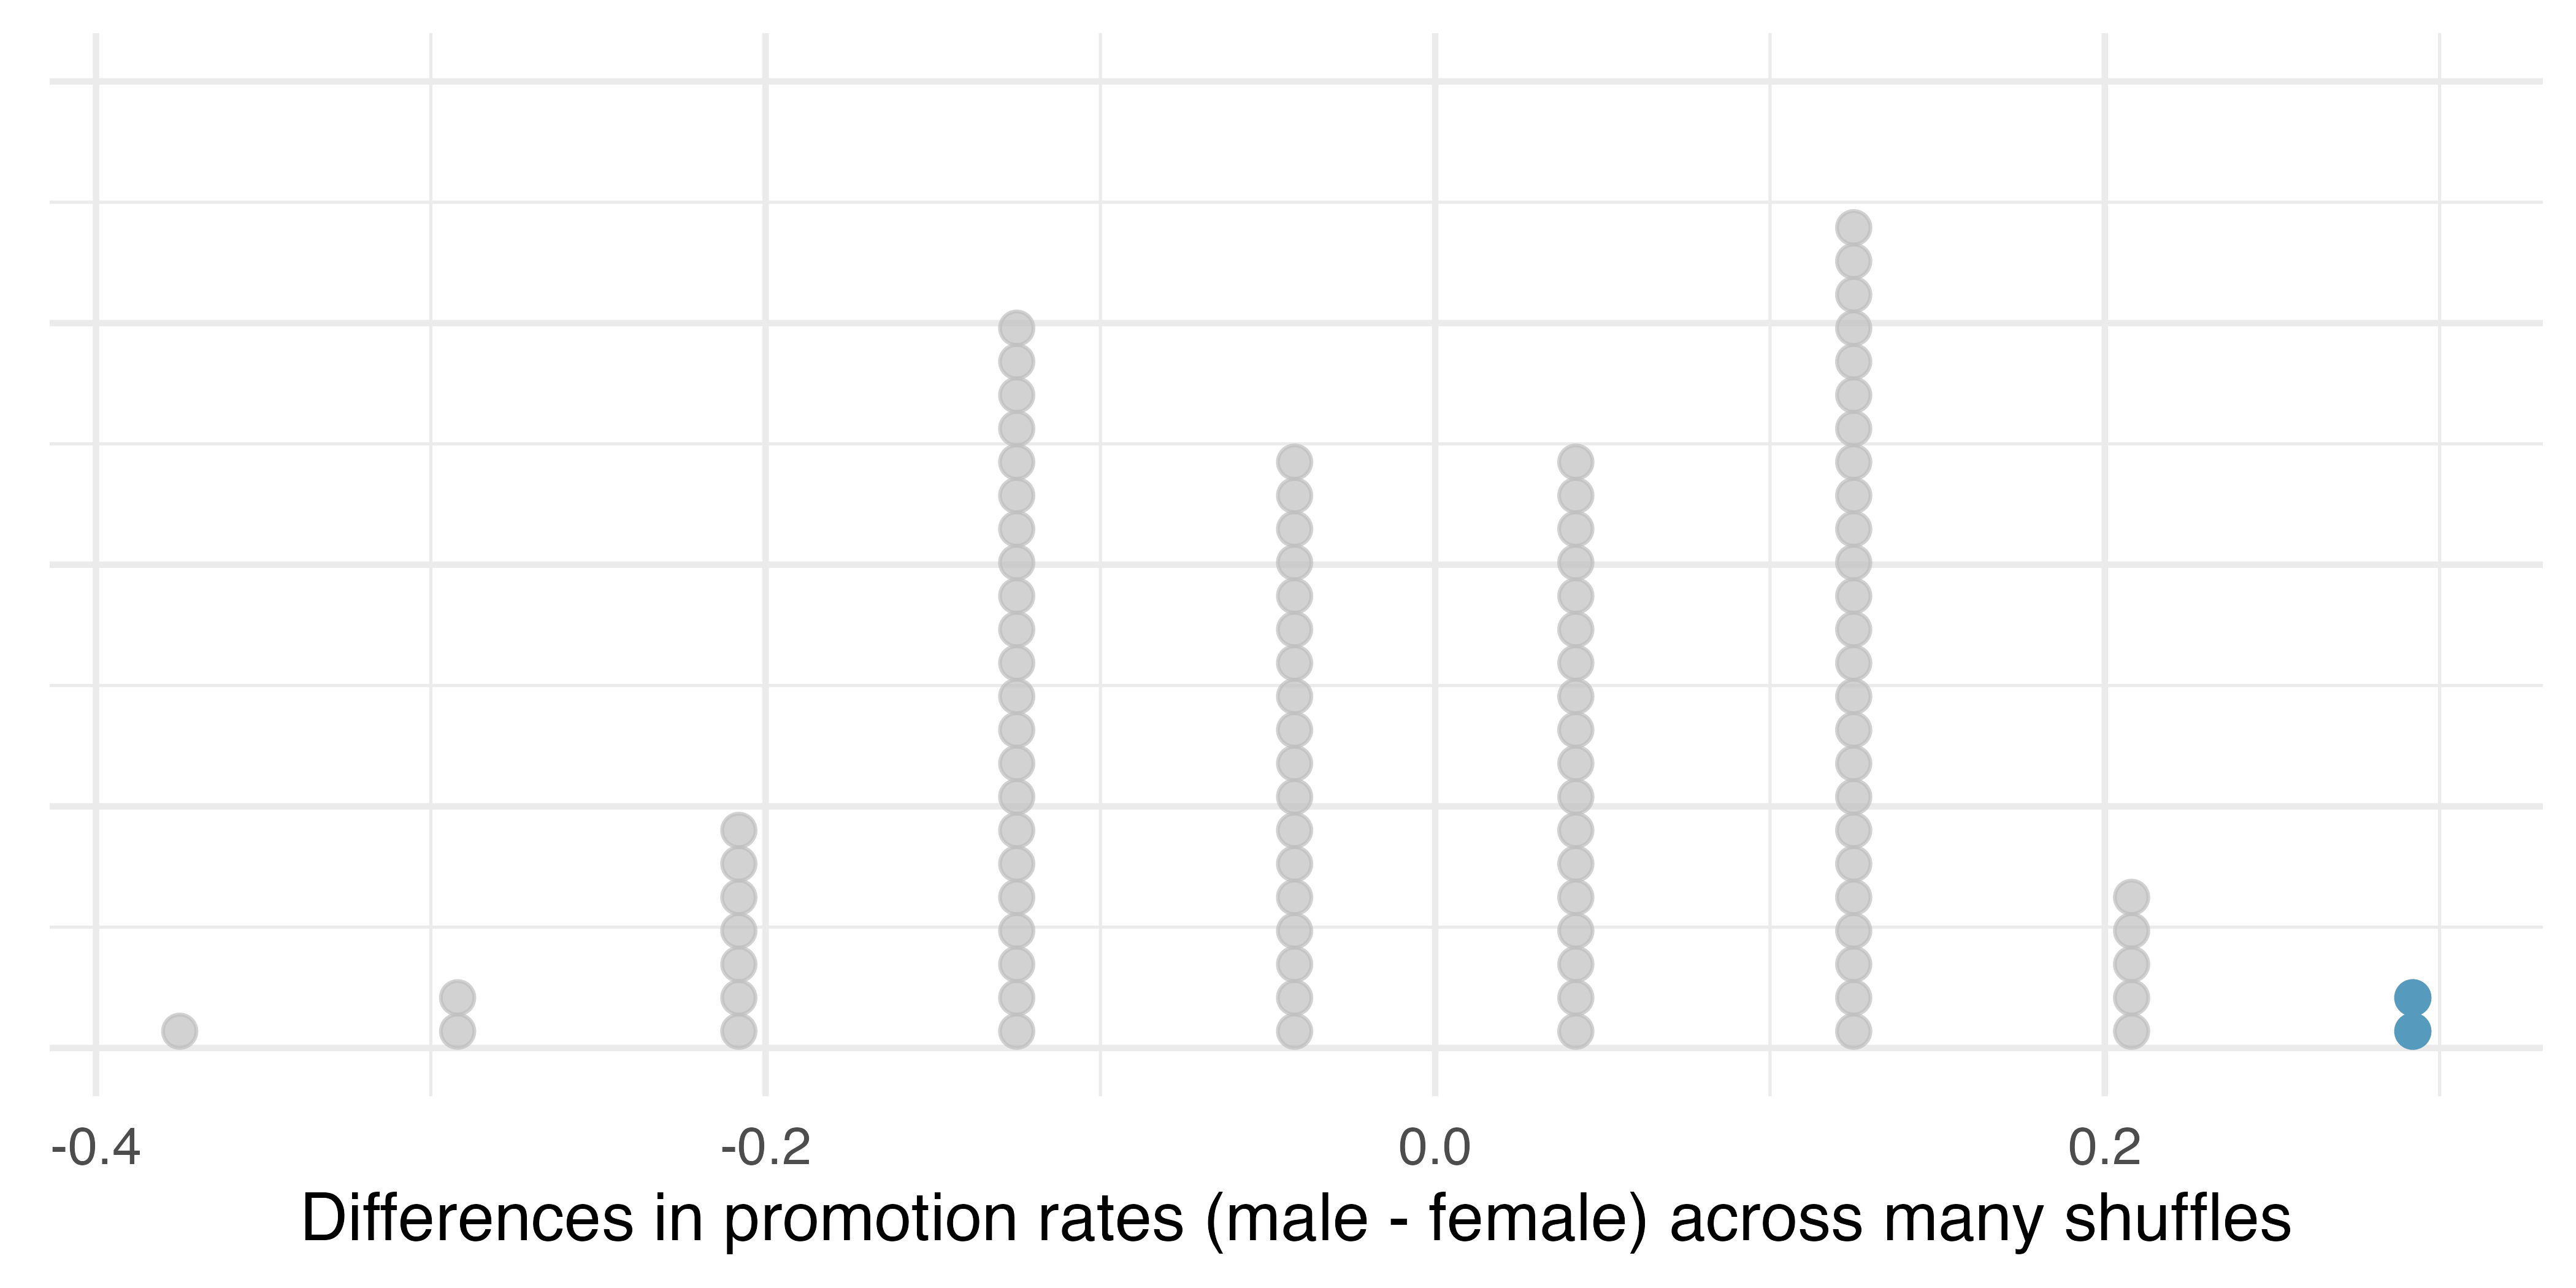 -0.4 -0.2 0.0 0.2
Differences in promotion rates (male - female) across many shuffles